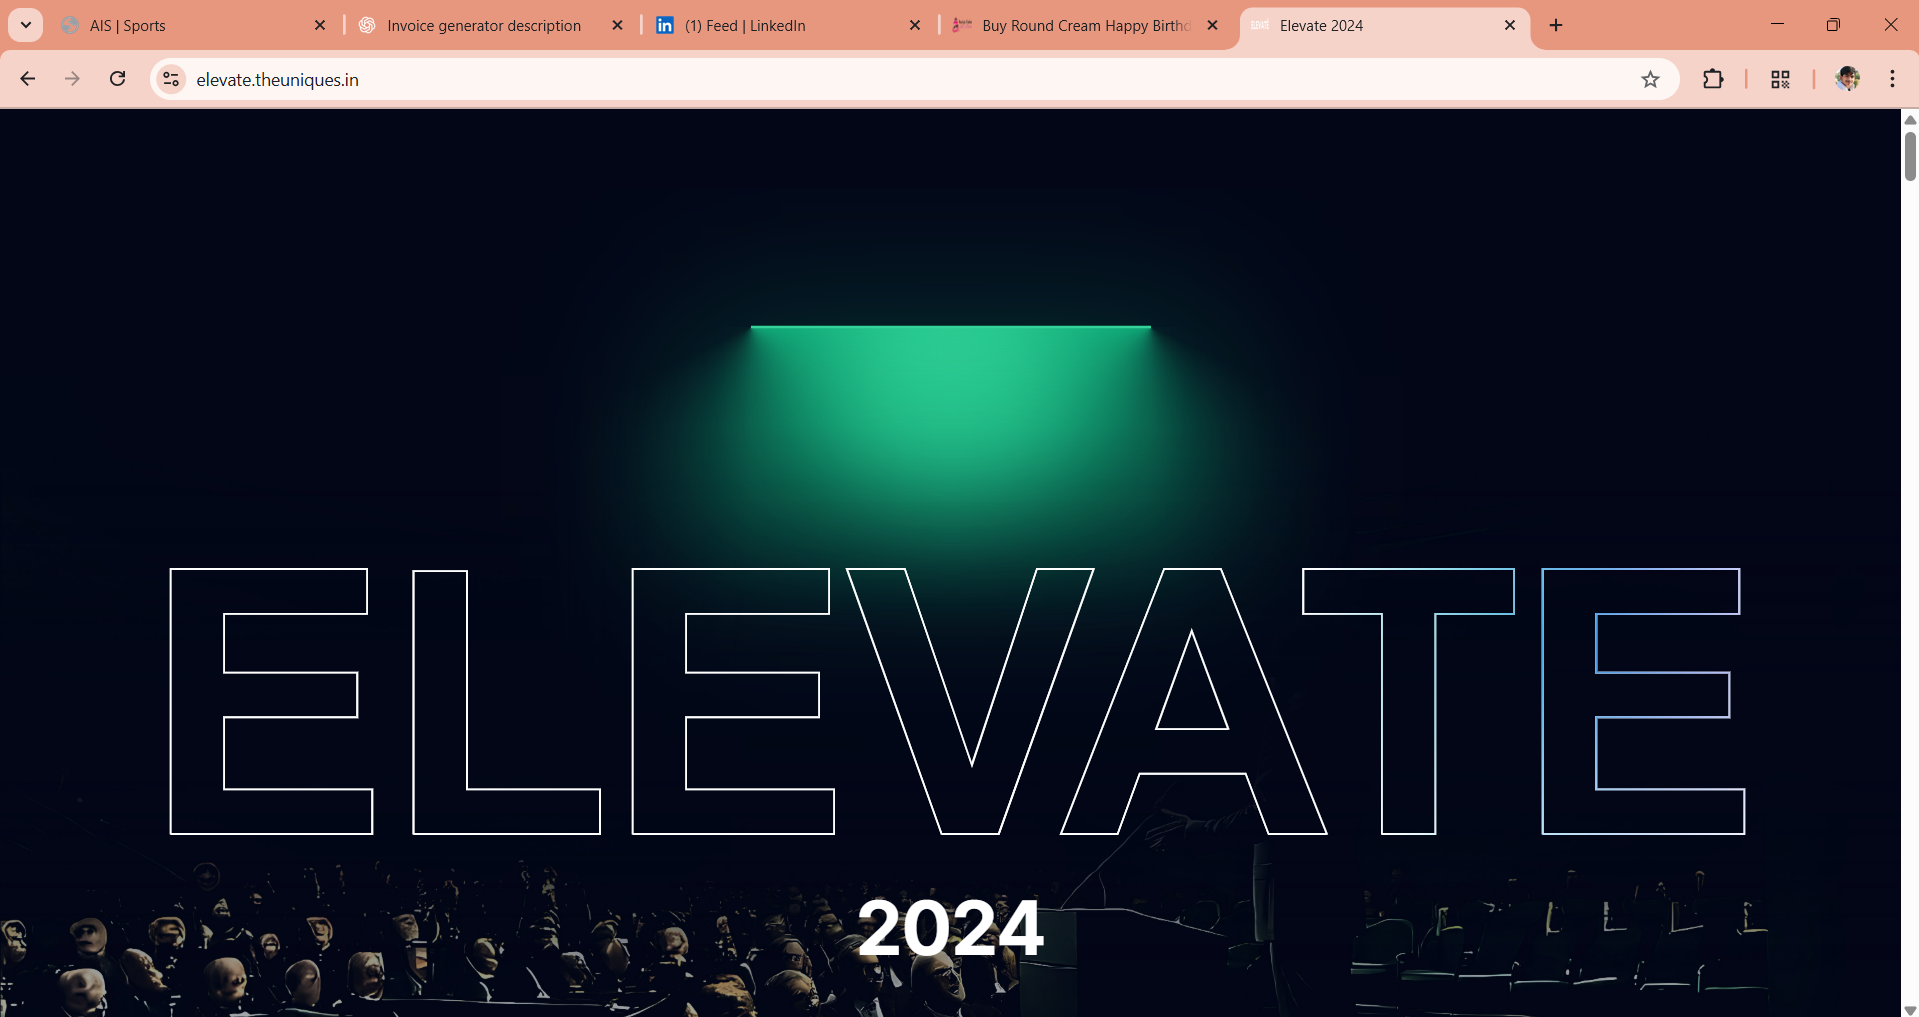 AIS | Sports
Invoice generator description
(1) Feed | LinkedIn
Buy Round Cream Happy Birthd
Elevate 2024
elevate.theuniques.in
ELEVATE
2024